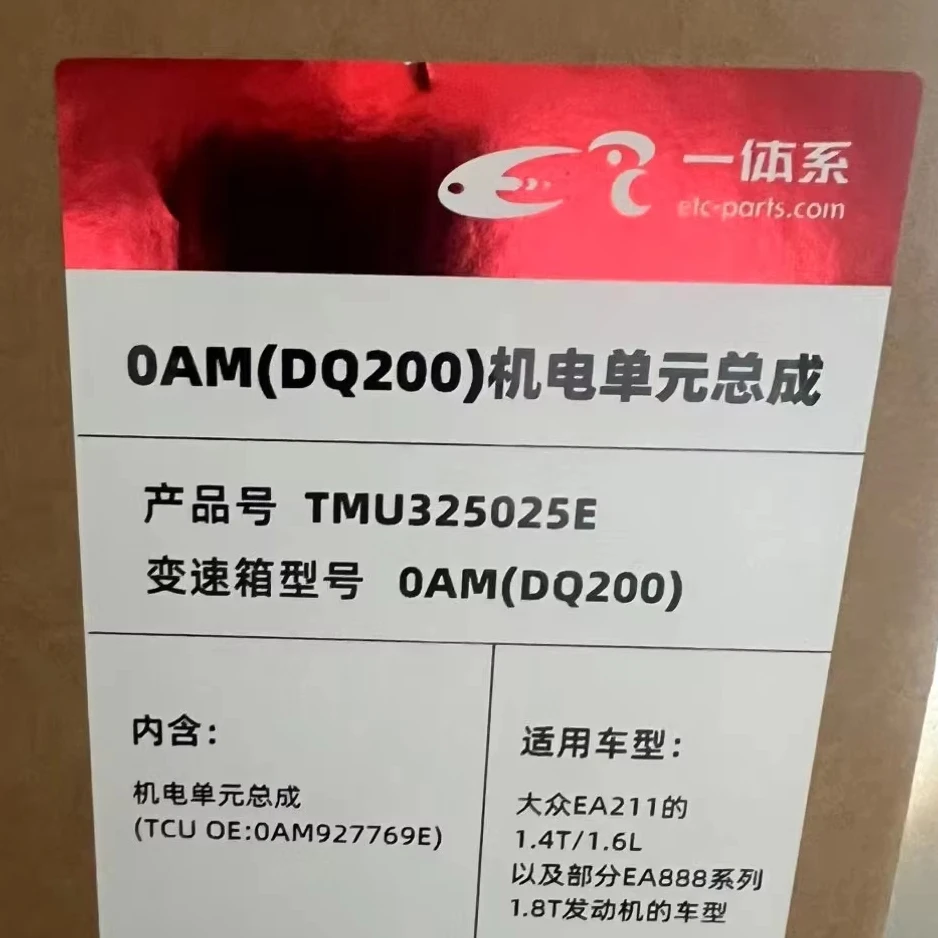 一体系
etc-parts.com
0AM(DQ200)机电单元总成
产品号 TMU325025E
变速箱型号 0AM(DQ200)
内含：
机电单元总成
(TCU OE:0AM927769E)
适用车型：
大众EA211的
1.4T/1.6L
以及部分EA888系列
1.8T发动机的车型